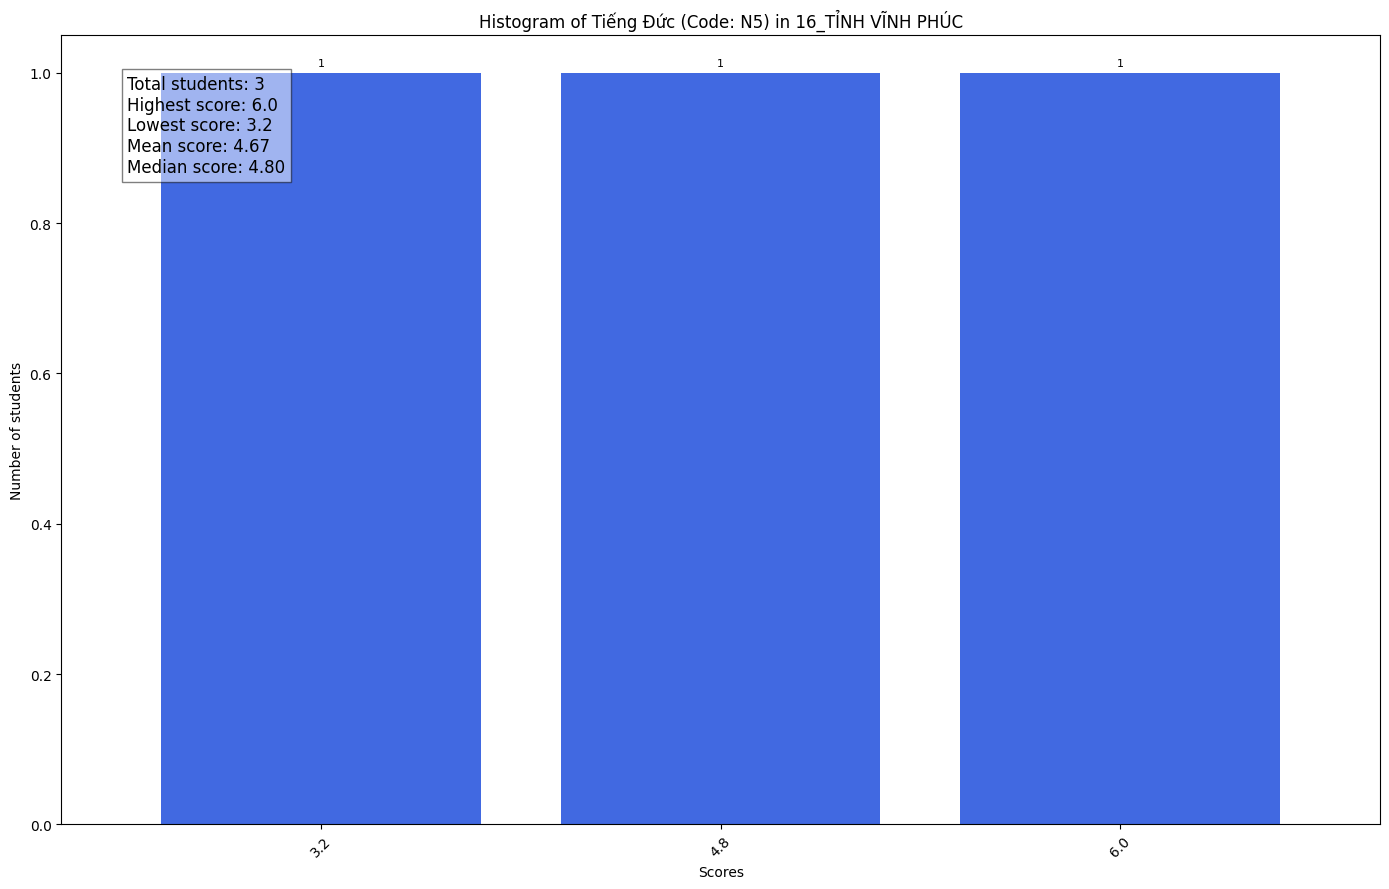 Histogram of Tiếng Đức (Code: N5) in 16_TỈNH VĨNH PHÚC
1
1
1
Total students: 3
Highest score: 6.0
Lowest score: 3.2
Mean score: 4.67
Median score: 4.80
1.0
0.8
0.6
0.4
0.2
0.0
Number of students
3.2
4.8
6.0
Scores